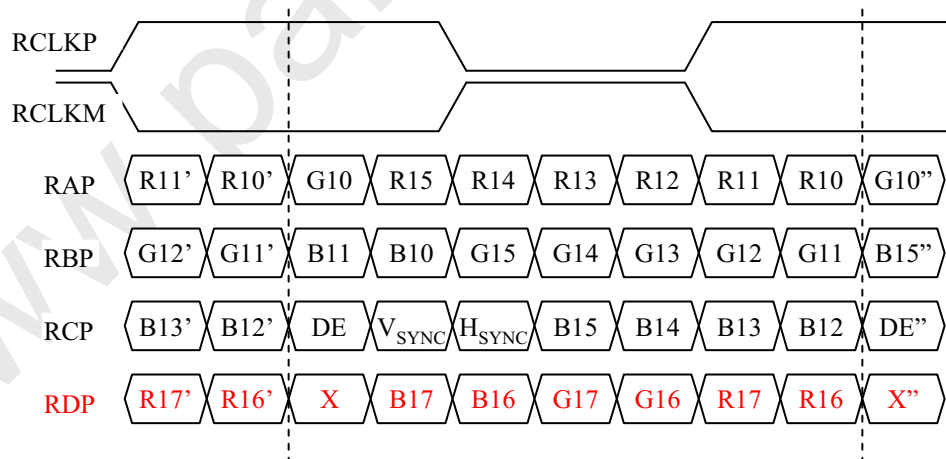 RCLKP
RCLKM
RAP R11’ R10’ G10 R15 R14 R13 R12 R11 R10 G10”
RBP G12’ G11’ B11 B10 G15 G14 G13 G12 G11 B15”
RCP B13’ B12’ DE VSYNC HSYNC B15 B14 B13 B12 DE”
RDP R17’ R16’ X B17 B16 G17 G16 R17 R16 X”